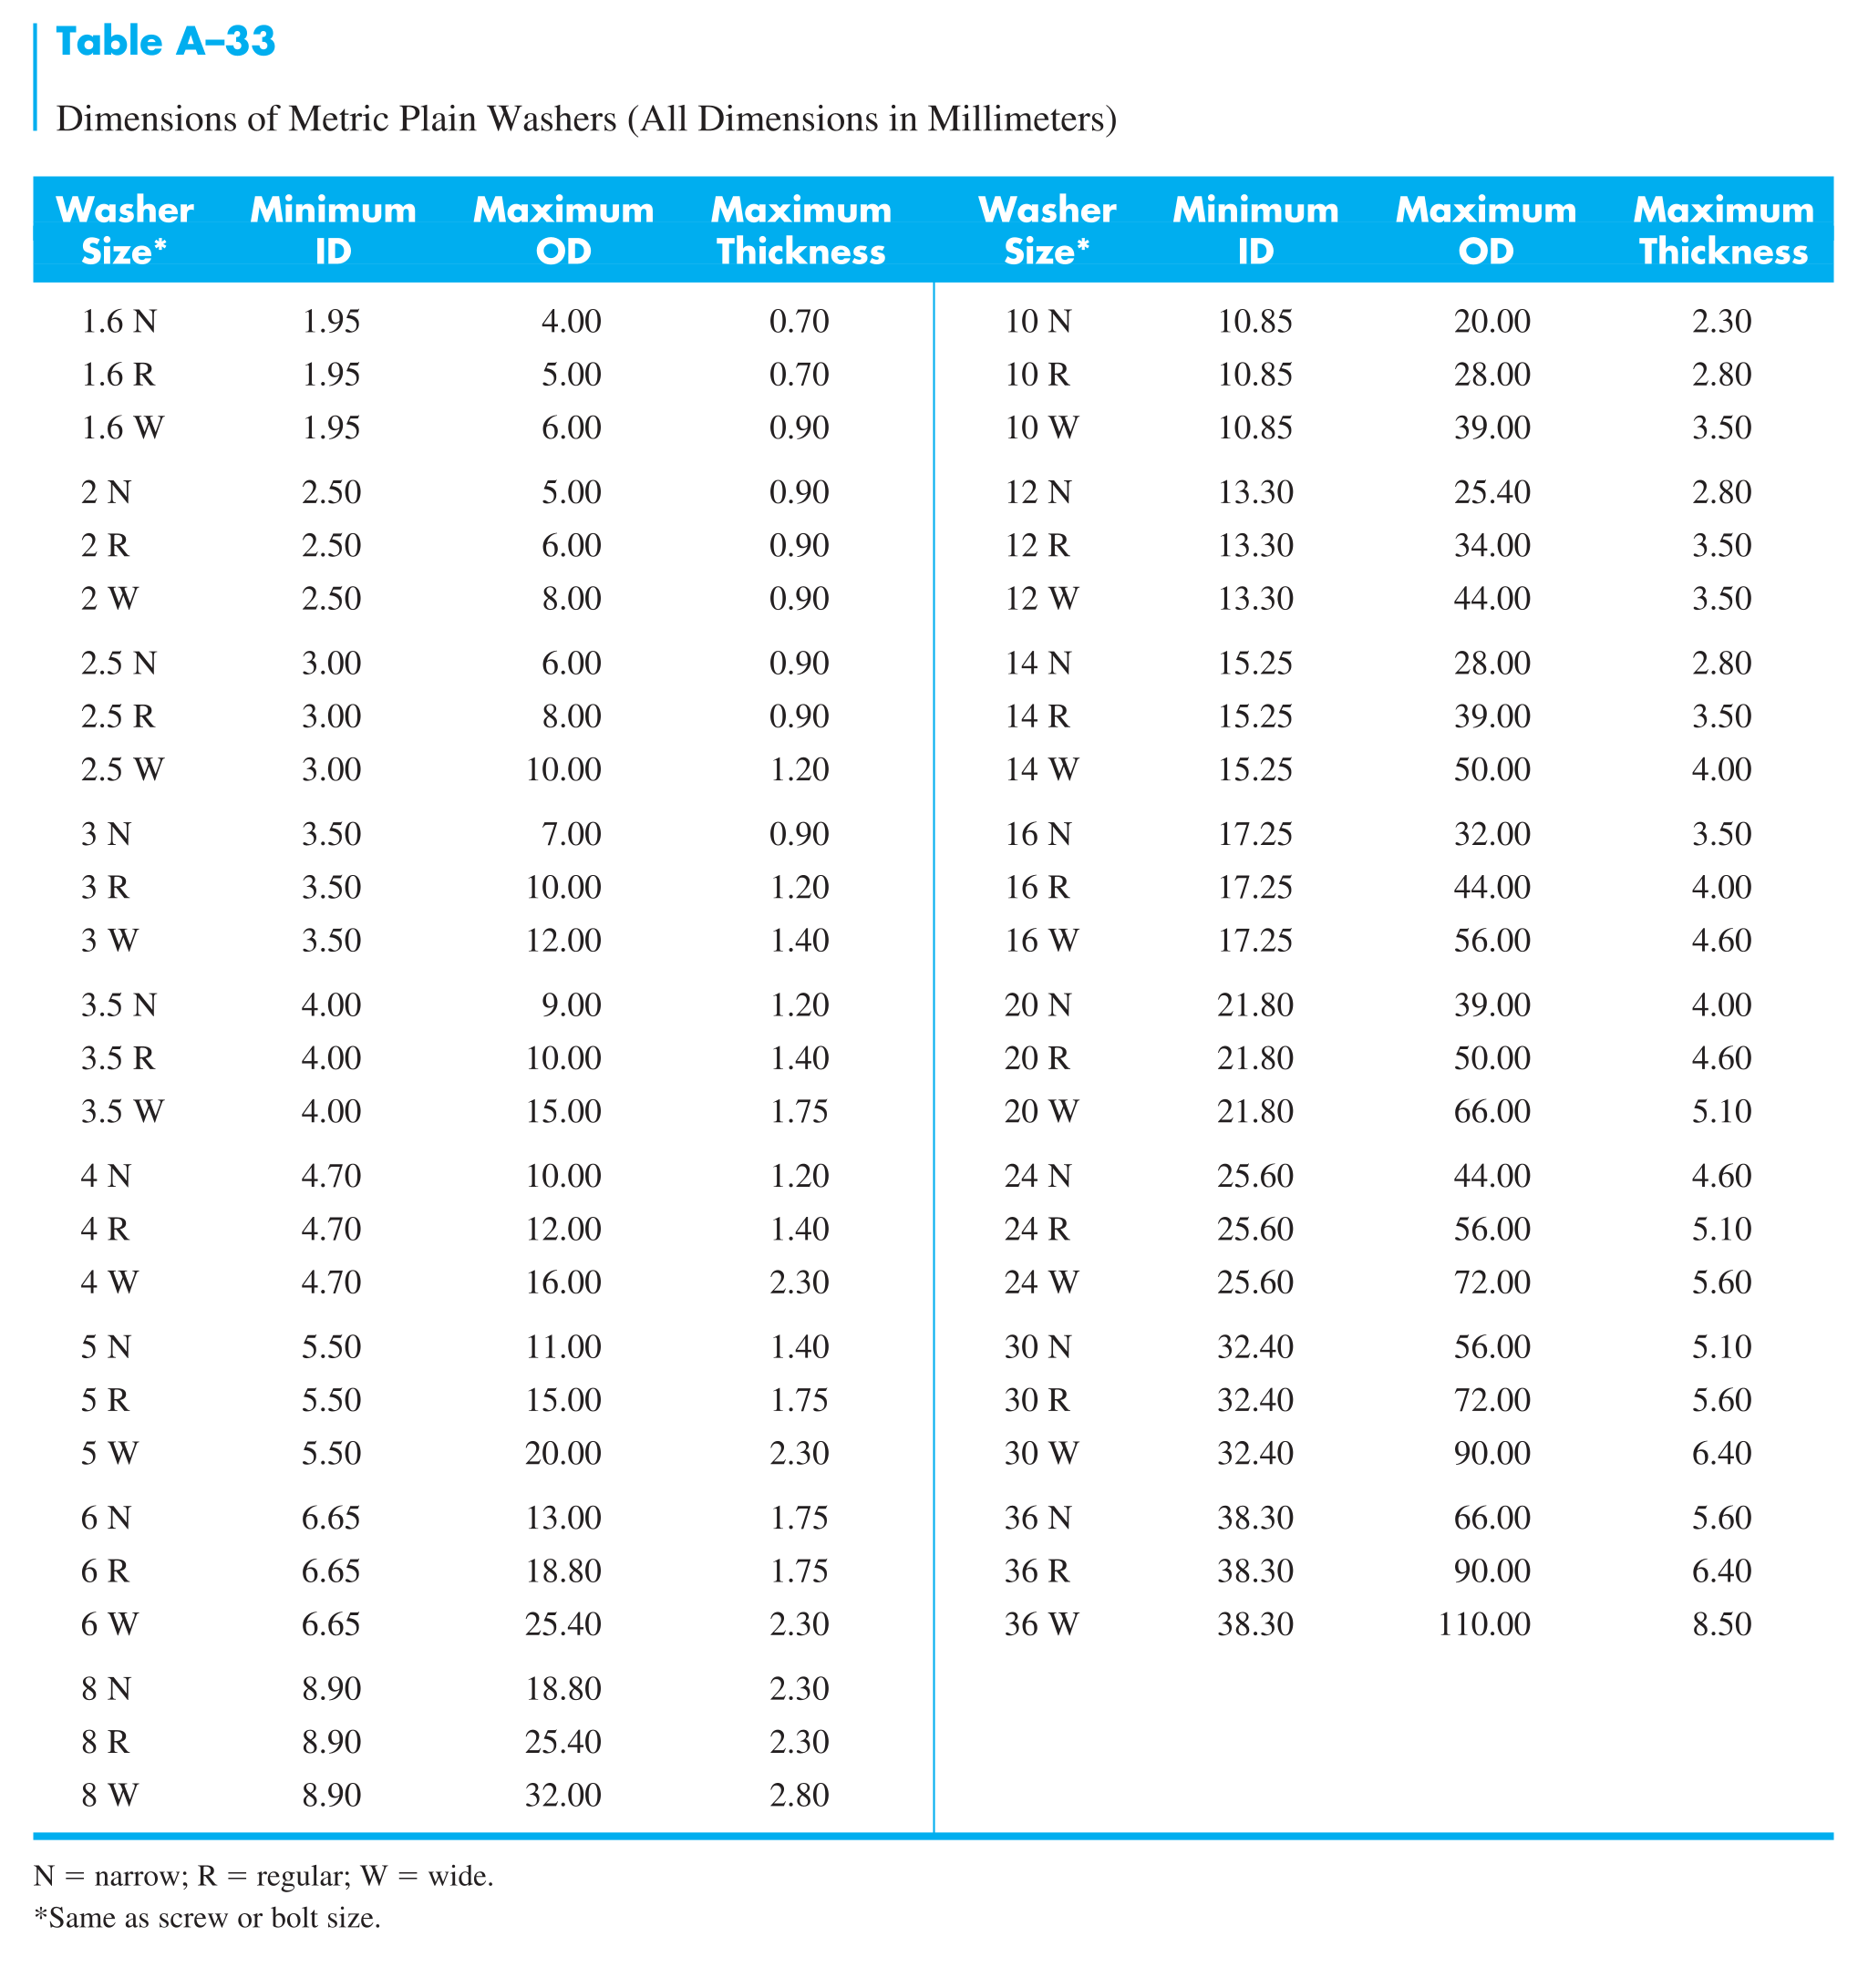 Table A–33
Dimensions of Metric Plain Washers (All Dimensions in Millimeters)
Washer Size* Minimum ID Maximum OD Maximum Thickness Washer Size* Minimum ID Maximum OD Maximum Thickness
1.6 N 1.95 4.00 0.70 10 N 10.85 20.00 2.30
1.6 R 1.95 5.00 0.70 10 R 10.85 28.00 2.80
1.6 W 1.95 6.00 0.90 10 W 10.85 39.00 3.50
2 N 2.50 5.00 0.90 12 N 13.30 25.40 2.80
2 R 2.50 6.00 0.90 12 R 13.30 34.00 3.50
2 W 2.50 8.00 0.90 12 W 13.30 44.00 3.50
2.5 N 3.00 6.00 0.90 14 N 15.25 28.00 2.80
2.5 R 3.00 8.00 0.90 14 R 15.25 39.00 3.50
2.5 W 3.00 10.00 1.20 14 W 15.25 50.00 4.00
3 N 3.50 7.00 0.90 16 N 17.25 32.00 3.50
3 R 3.50 10.00 1.20 16 R 17.25 44.00 4.00
3 W 3.50 12.00 1.40 16 W 17.25 56.00 4.60
3.5 N 4.00 9.00 1.20 20 N 21.80 39.00 4.00
3.5 R 4.00 10.00 1.40 20 R 21.80 50.00 4.60
3.5 W 4.00 15.00 1.75 20 W 21.80 66.00 5.10
4 N 4.70 10.00 1.20 24 N 25.60 44.00 4.60
4 R 4.70 12.00 1.40 24 R 25.60 56.00 5.10
4 W 4.70 16.00 2.30 24 W 25.60 72.00 5.60
5 N 5.50 11.00 1.40 30 N 32.40 56.00 5.10
5 R 5.50 15.00 1.75 30 R 32.40 72.00 5.60
5 W 5.50 20.00 2.30 30 W 32.40 90.00 6.40
6 N 6.65 13.00 1.75 36 N 38.30 66.00 5.60
6 R 6.65 18.80 1.75 36 R 38.30 90.00 6.40
6 W 6.65 25.40 2.30 36 W 38.30 110.00 8.50
8 N 8.90 18.80 2.30
8 R 8.90 25.40 2.30
8 W 8.90 32.00 2.80
N = narrow; R = regular; W = wide.
*Same as screw or bolt size.